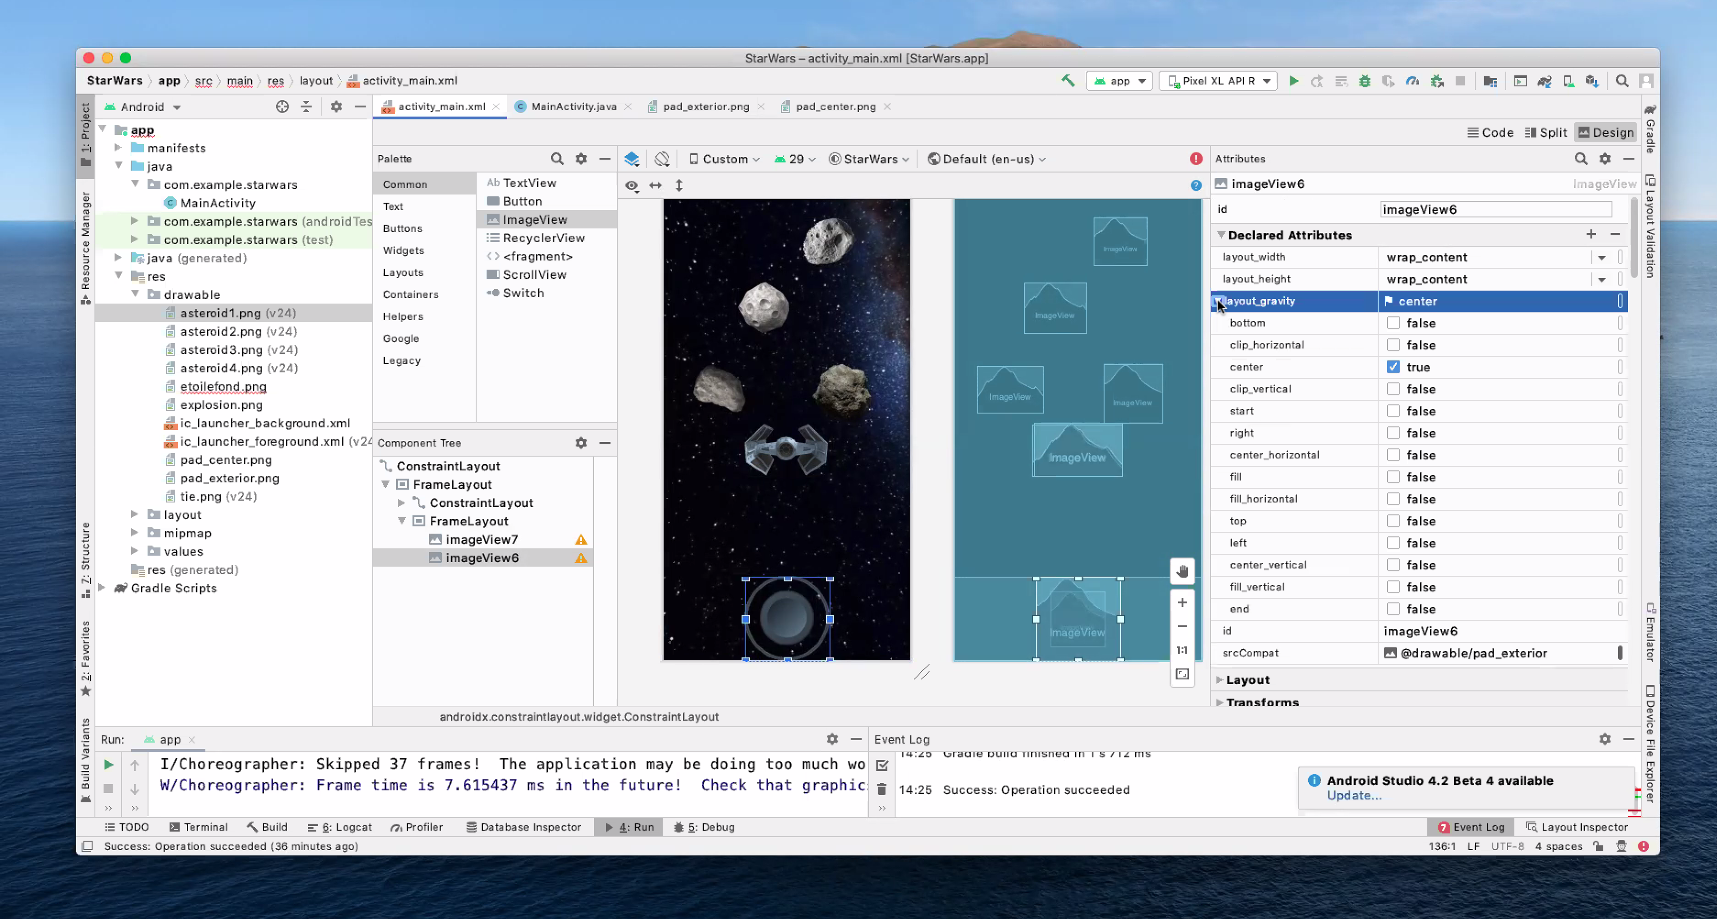 StarWars – activity_main.xml [StarWars.app]
StarWars app src main res layout activity_main.xml
app Pixel XL API R
Android
activity_main.xml MainActivity.java pad_exterior.png pad_center.png
Code Split Design
1: Project
Resource Manager
7: Structure
2: Favorites
Build Variants
app
manifests
java
com.example.starwars
MainActivity
com.example.starwars (androidTes
com.example.starwars (test)
java (generated)
res
drawable
asteroid1.png (v24)
asteroid2.png (v24)
asteroid3.png (v24)
asteroid4.png (v24)
etoilefond.png
explosion.png
ic_launcher_background.xml
ic_launcher_foreground.xml (v24
pad_center.png
pad_exterior.png
tie.png (v24)
layout
mipmap
values
res (generated)
Gradle Scripts
Palette
Common
Text
Buttons
Widgets
Layouts
Containers
Helpers
Google
Legacy
Ab TextView
Button
ImageView
RecyclerView
<fragment>
ScrollView
Switch
Component Tree
ConstraintLayout
FrameLayout
ConstraintLayout
FrameLayout
imageView7
imageView6
Custom 29 StarWars Default (en-us)
ImageView
ImageView
ImageView
ImageView
ImageView
ImageView
1:1
androidx.constraintlayout.widget.ConstraintLayout
Attributes
imageView6 ImageView
id imageView6
Declared Attributes
layout_width wrap_content
layout_height wrap_content
layout_gravity center
bottom false
clip_horizontal false
center true
clip_vertical false
start false
right false
center_horizontal false
fill false
fill_horizontal false
top false
left false
center_vertical false
fill_vertical false
end false
id imageView6
srcCompat @drawable/pad_exterior
Layout
Transforms
Gradle
Layout Validation
Emulator
Device File Explorer
Run: app
I/Choreographer: Skipped 37 frames!  The application may be doing too much wo
W/Choreographer: Frame time is 7.615437 ms in the future!  Check that graphic
Event Log
14:25 Gradle build finished in 1 s 712 ms
14:25 Success: Operation succeeded
Android Studio 4.2 Beta 4 available
Update...
TODO Terminal Build 6: Logcat Profiler Database Inspector 4: Run 5: Debug
7 Event Log Layout Inspector
Success: Operation succeeded (36 minutes ago)
136:1 LF UTF-8 4 spaces